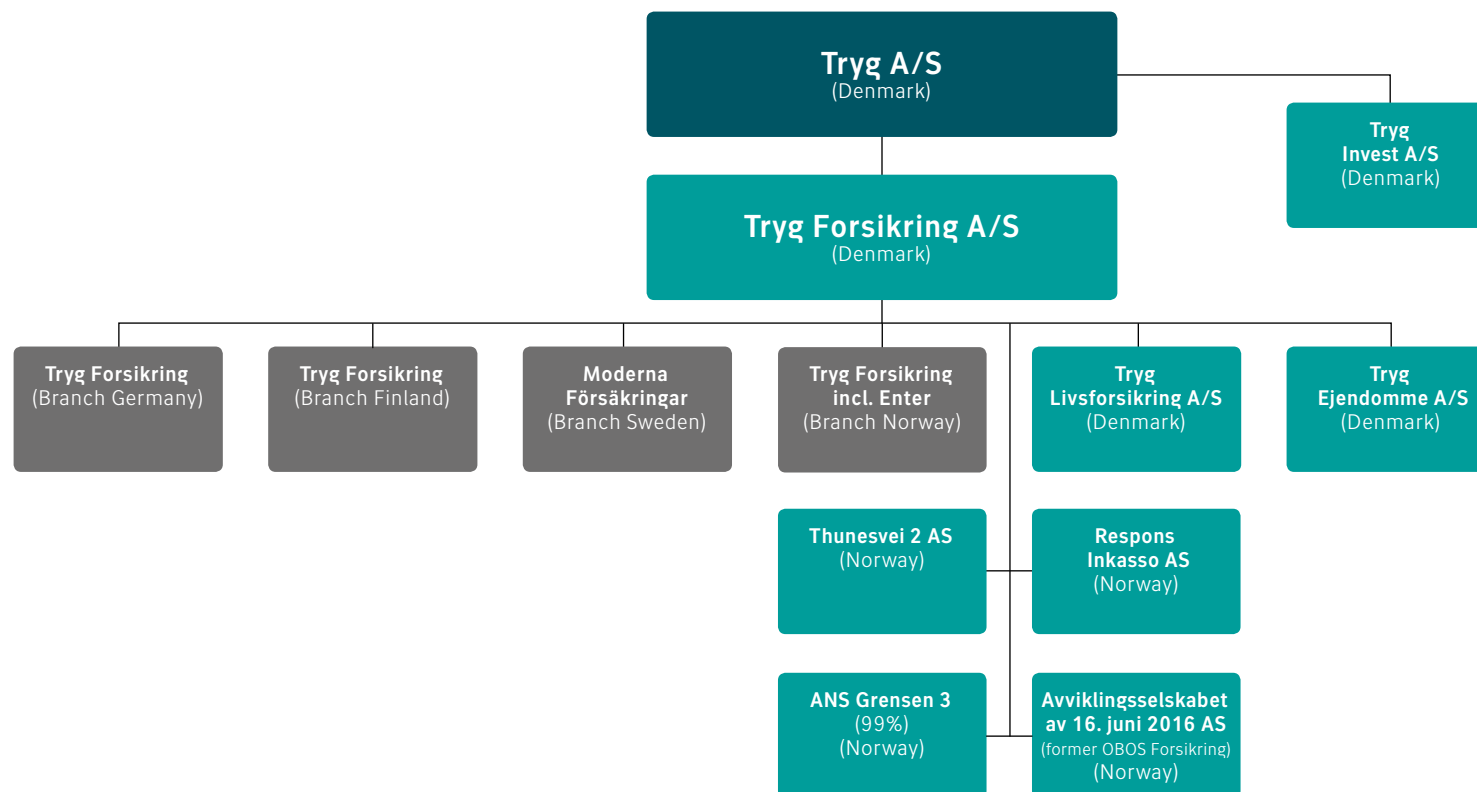 Tryg A/S
(Denmark)
Tryg
Invest A/S
(Denmark)
Tryg Forsikring A/S
(Denmark)
Tryg Forsikring
(Branch Germany)
Tryg Forsikring
(Branch Finland)
Moderna
Försäkringar
(Branch Sweden)
Tryg Forsikring
incl. Enter
(Branch Norway)
Tryg
Livsforsikring A/S
(Denmark)
Tryg
Ejendomme A/S
(Denmark)
Thunesvei 2 AS
(Norway)
Respons
Inkasso AS
(Norway)
ANS Grensen 3
(99%)
(Norway)
Avviklingsselskabet
av 16. juni 2016 AS
(former OBOS Forsikring)
(Norway)